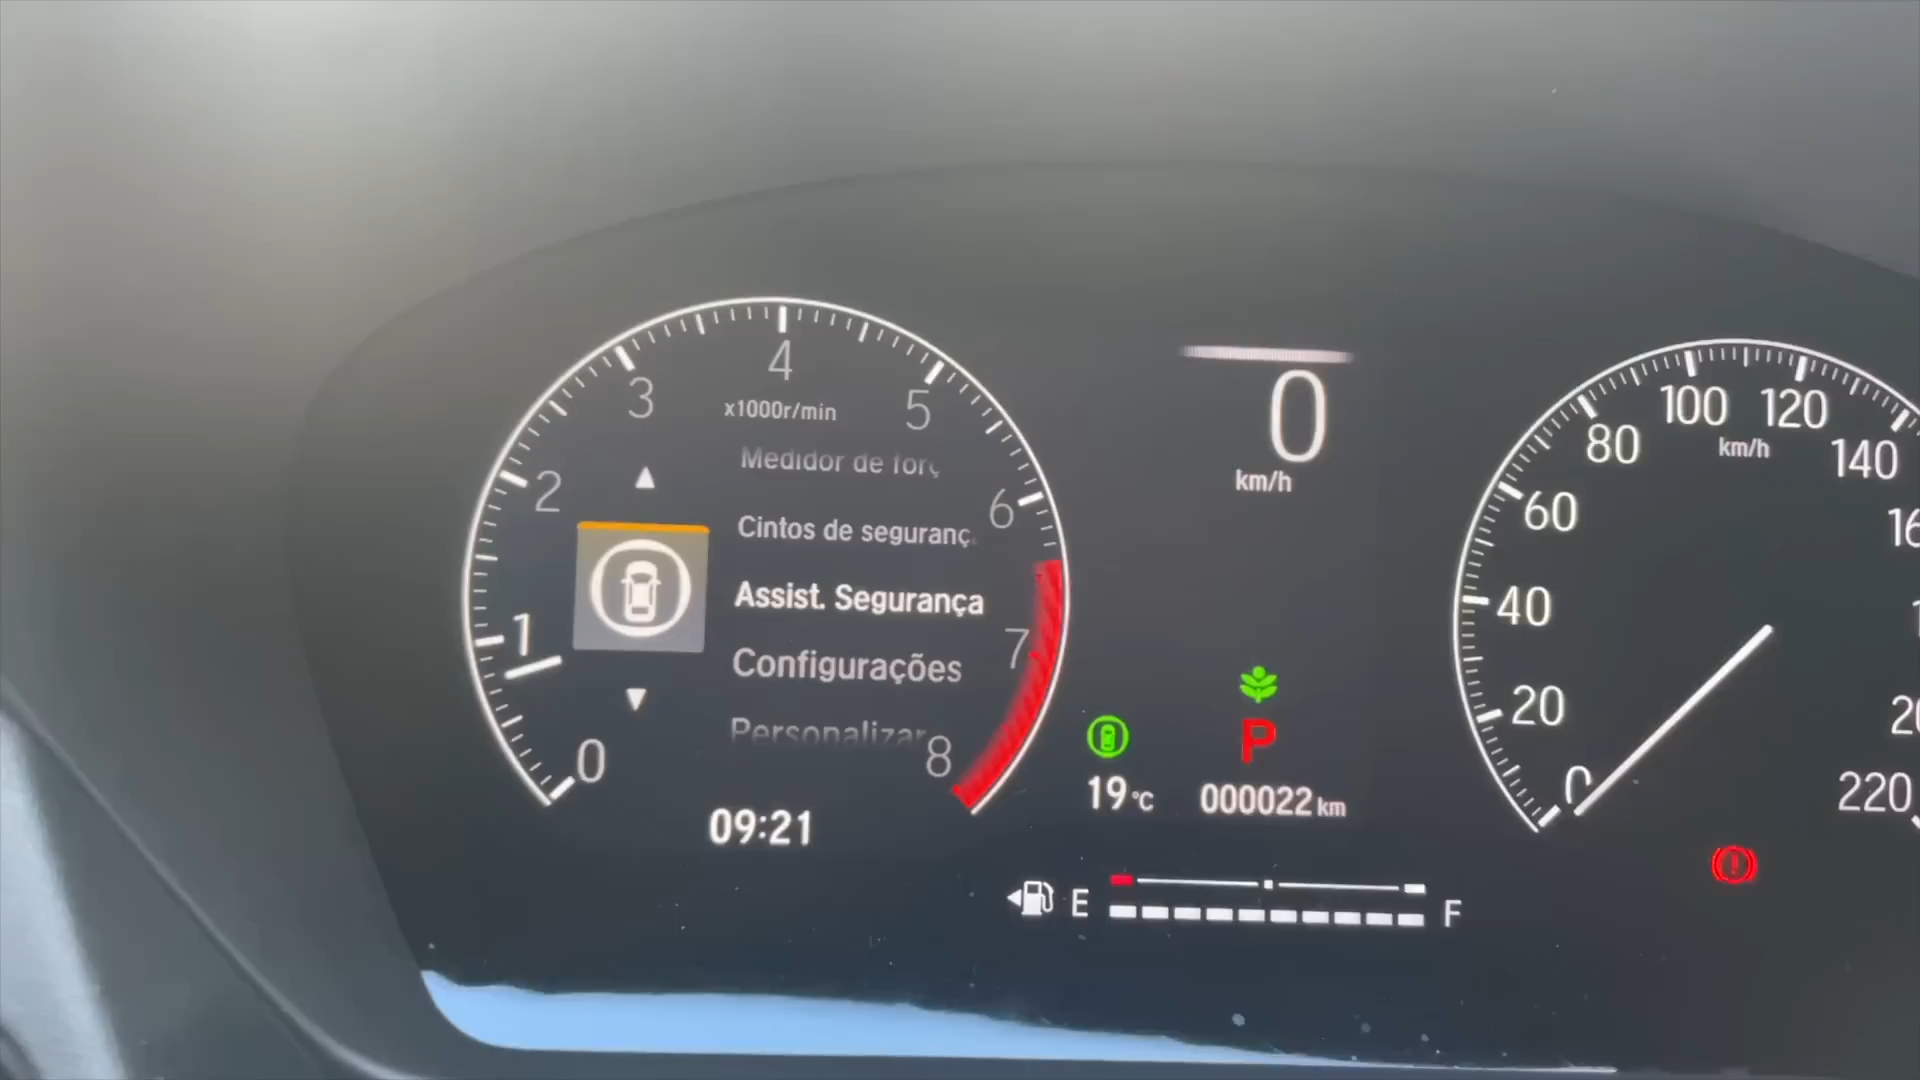 4
3
x1000r/min
5
2
Medidor de forç
6
Cintos de seguranç
Assist. Segurança
1
Configurações
7
Personalizar
0
8
09:21
0
km/h
P
19°C
000022 km
E
F
100
120
80
km/h
140
60
40
20
0
220